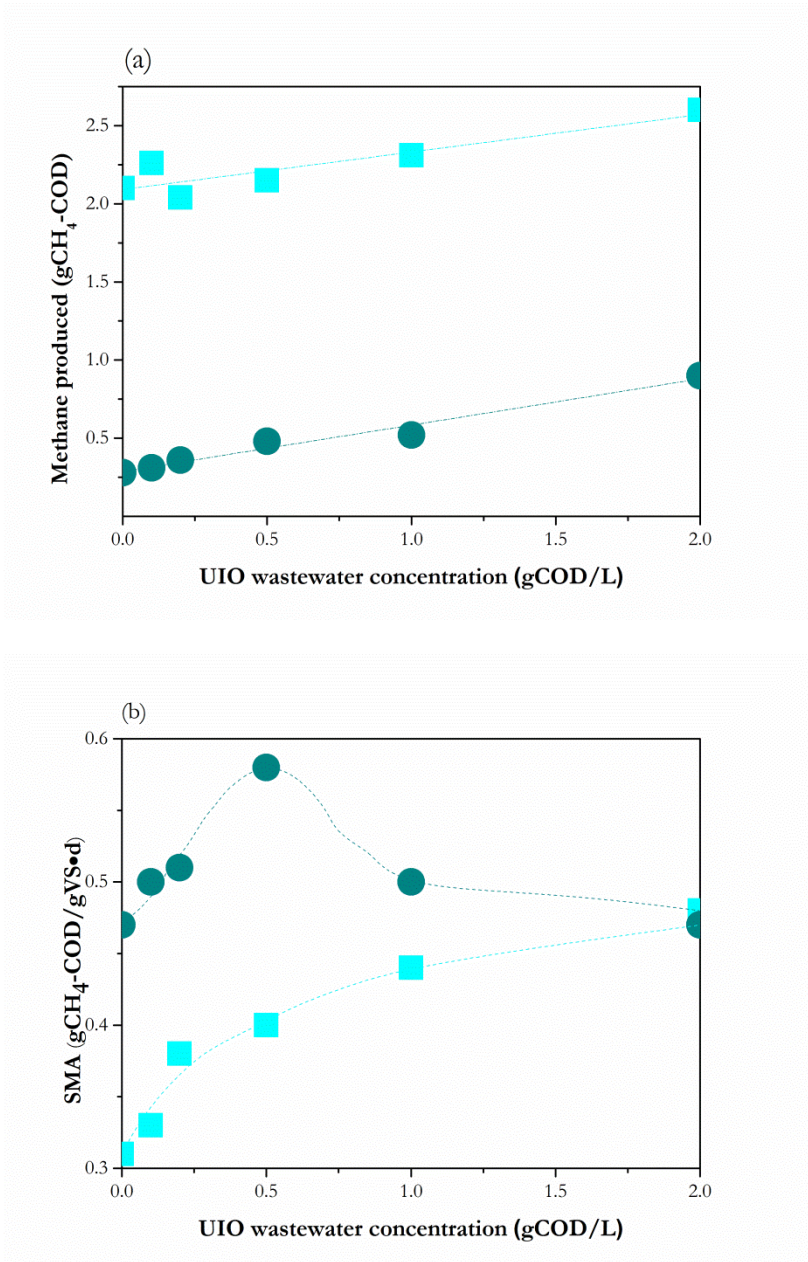 (a)
Methane produced (gCH₄-COD)
2.5
2.0
1.5
1.0
0.5
0.0 0.5 1.0 1.5 2.0
UIO wastewater concentration (gCOD/L)
(b)
SMA (gCH4-COD/gVS•d)
0.6
0.5
0.4
0.3
0.0 0.5 1.0 1.5 2.0
UIO wastewater concentration (gCOD/L)